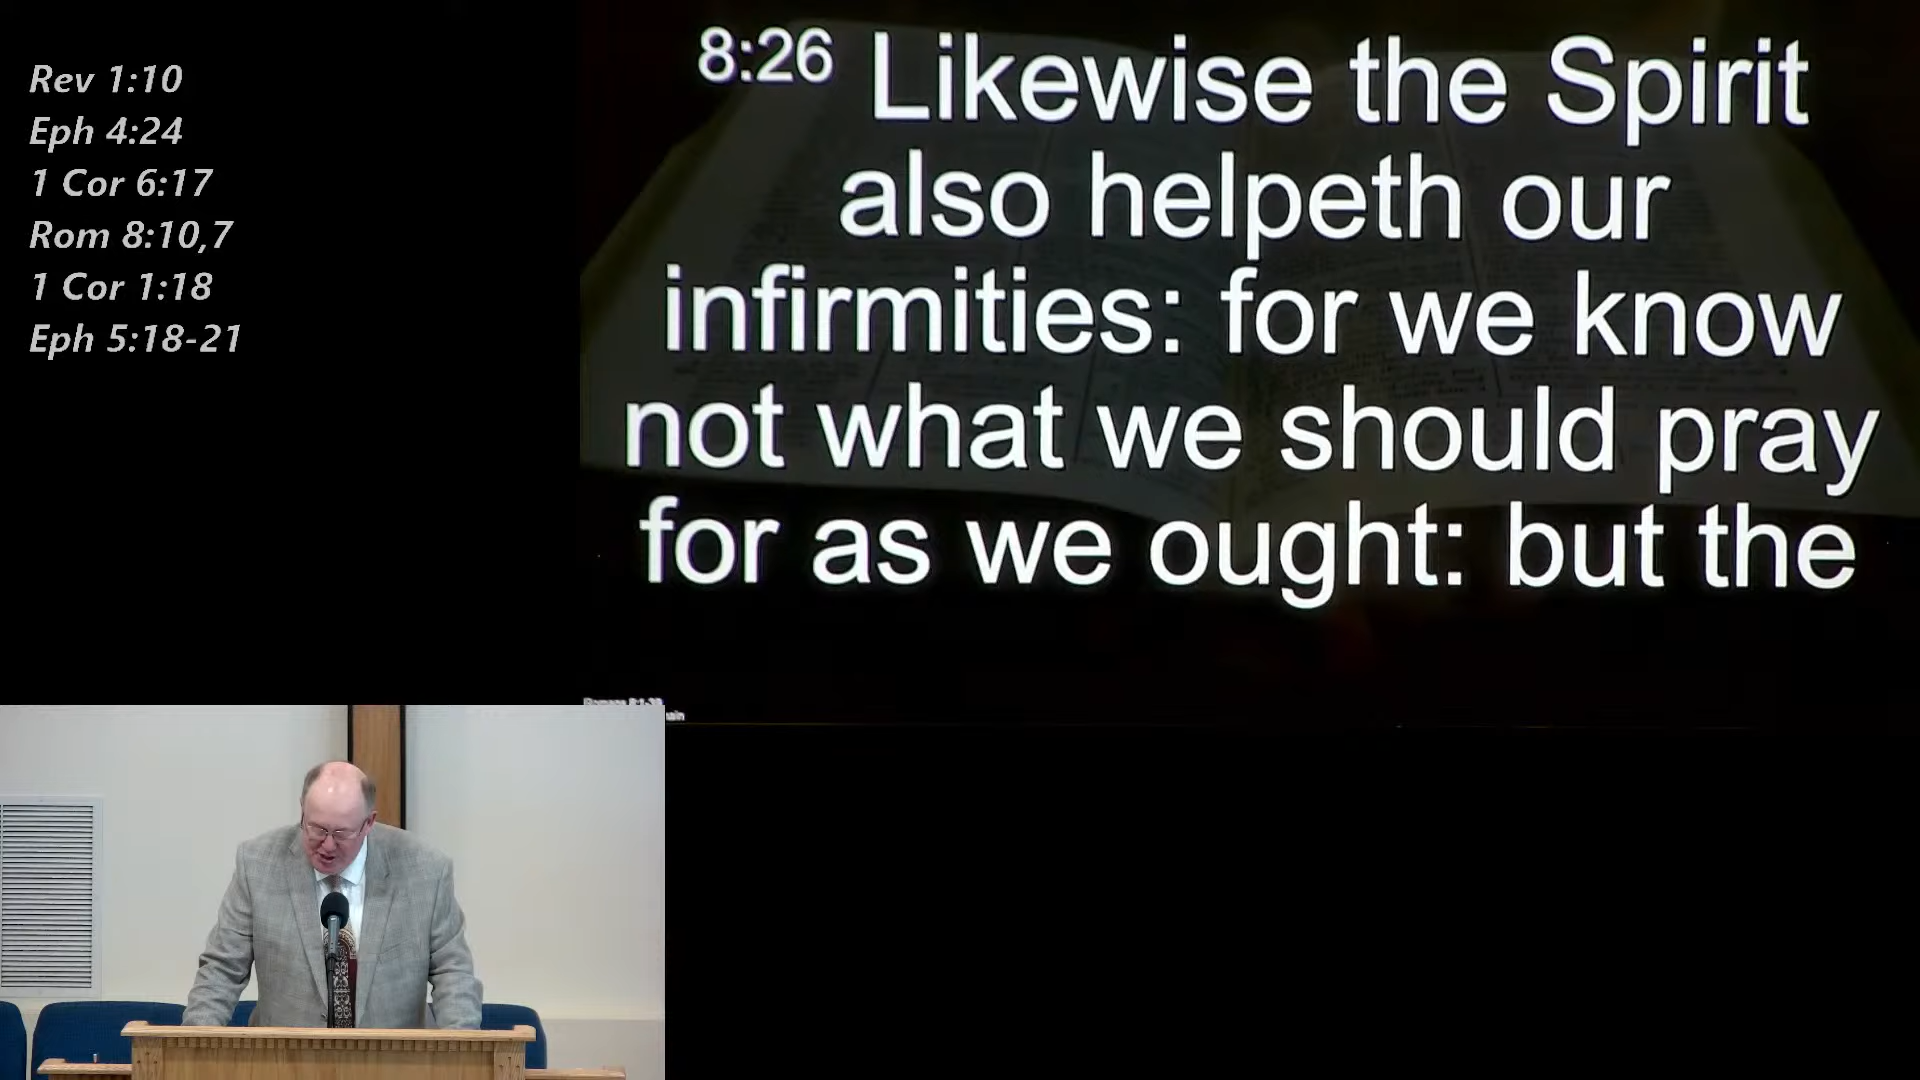 Rev 1:10
Eph 4:24
1 Cor 6:17
Rom 8:10,7
1 Cor 1:18
Eph 5:18-21
8:26 Likewise the Spirit
also helpeth our
infirmities: for we know
not what we should pray
for as we ought: but the